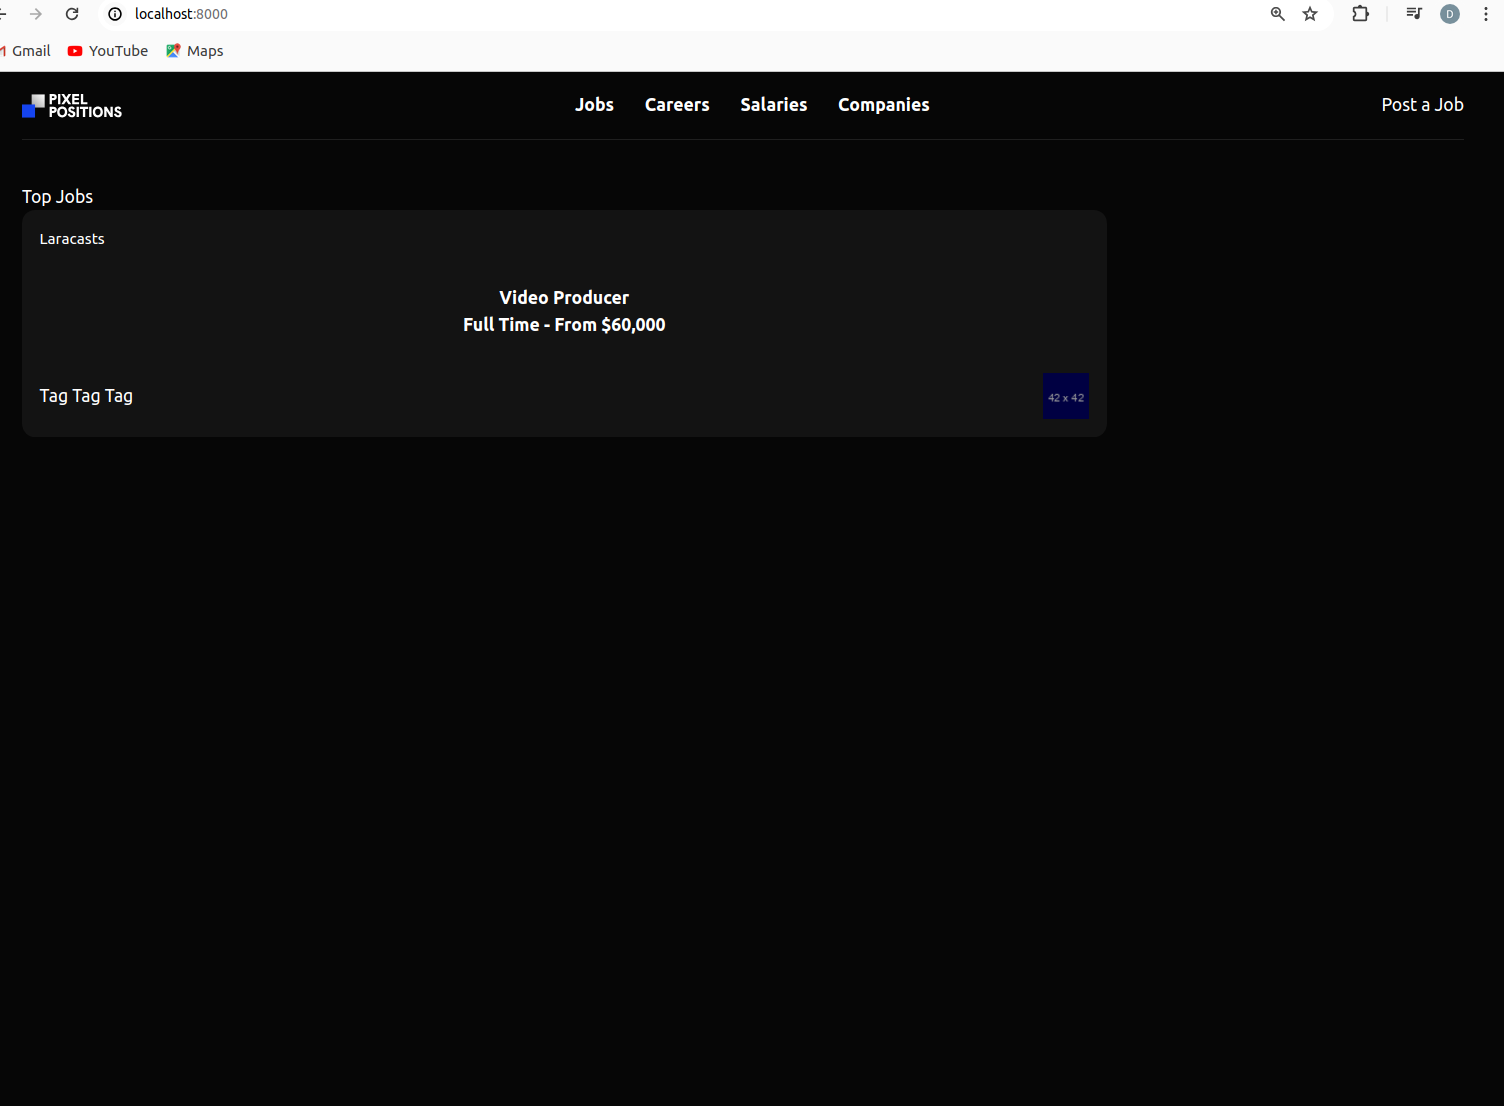 localhost:8000
D
Gmail YouTube Maps
PIXEL
POSITIONS
Jobs Careers Salaries Companies Post a Job
Top Jobs
Laracasts
Video Producer
Full Time - From $60,000
Tag Tag Tag
42 x 42